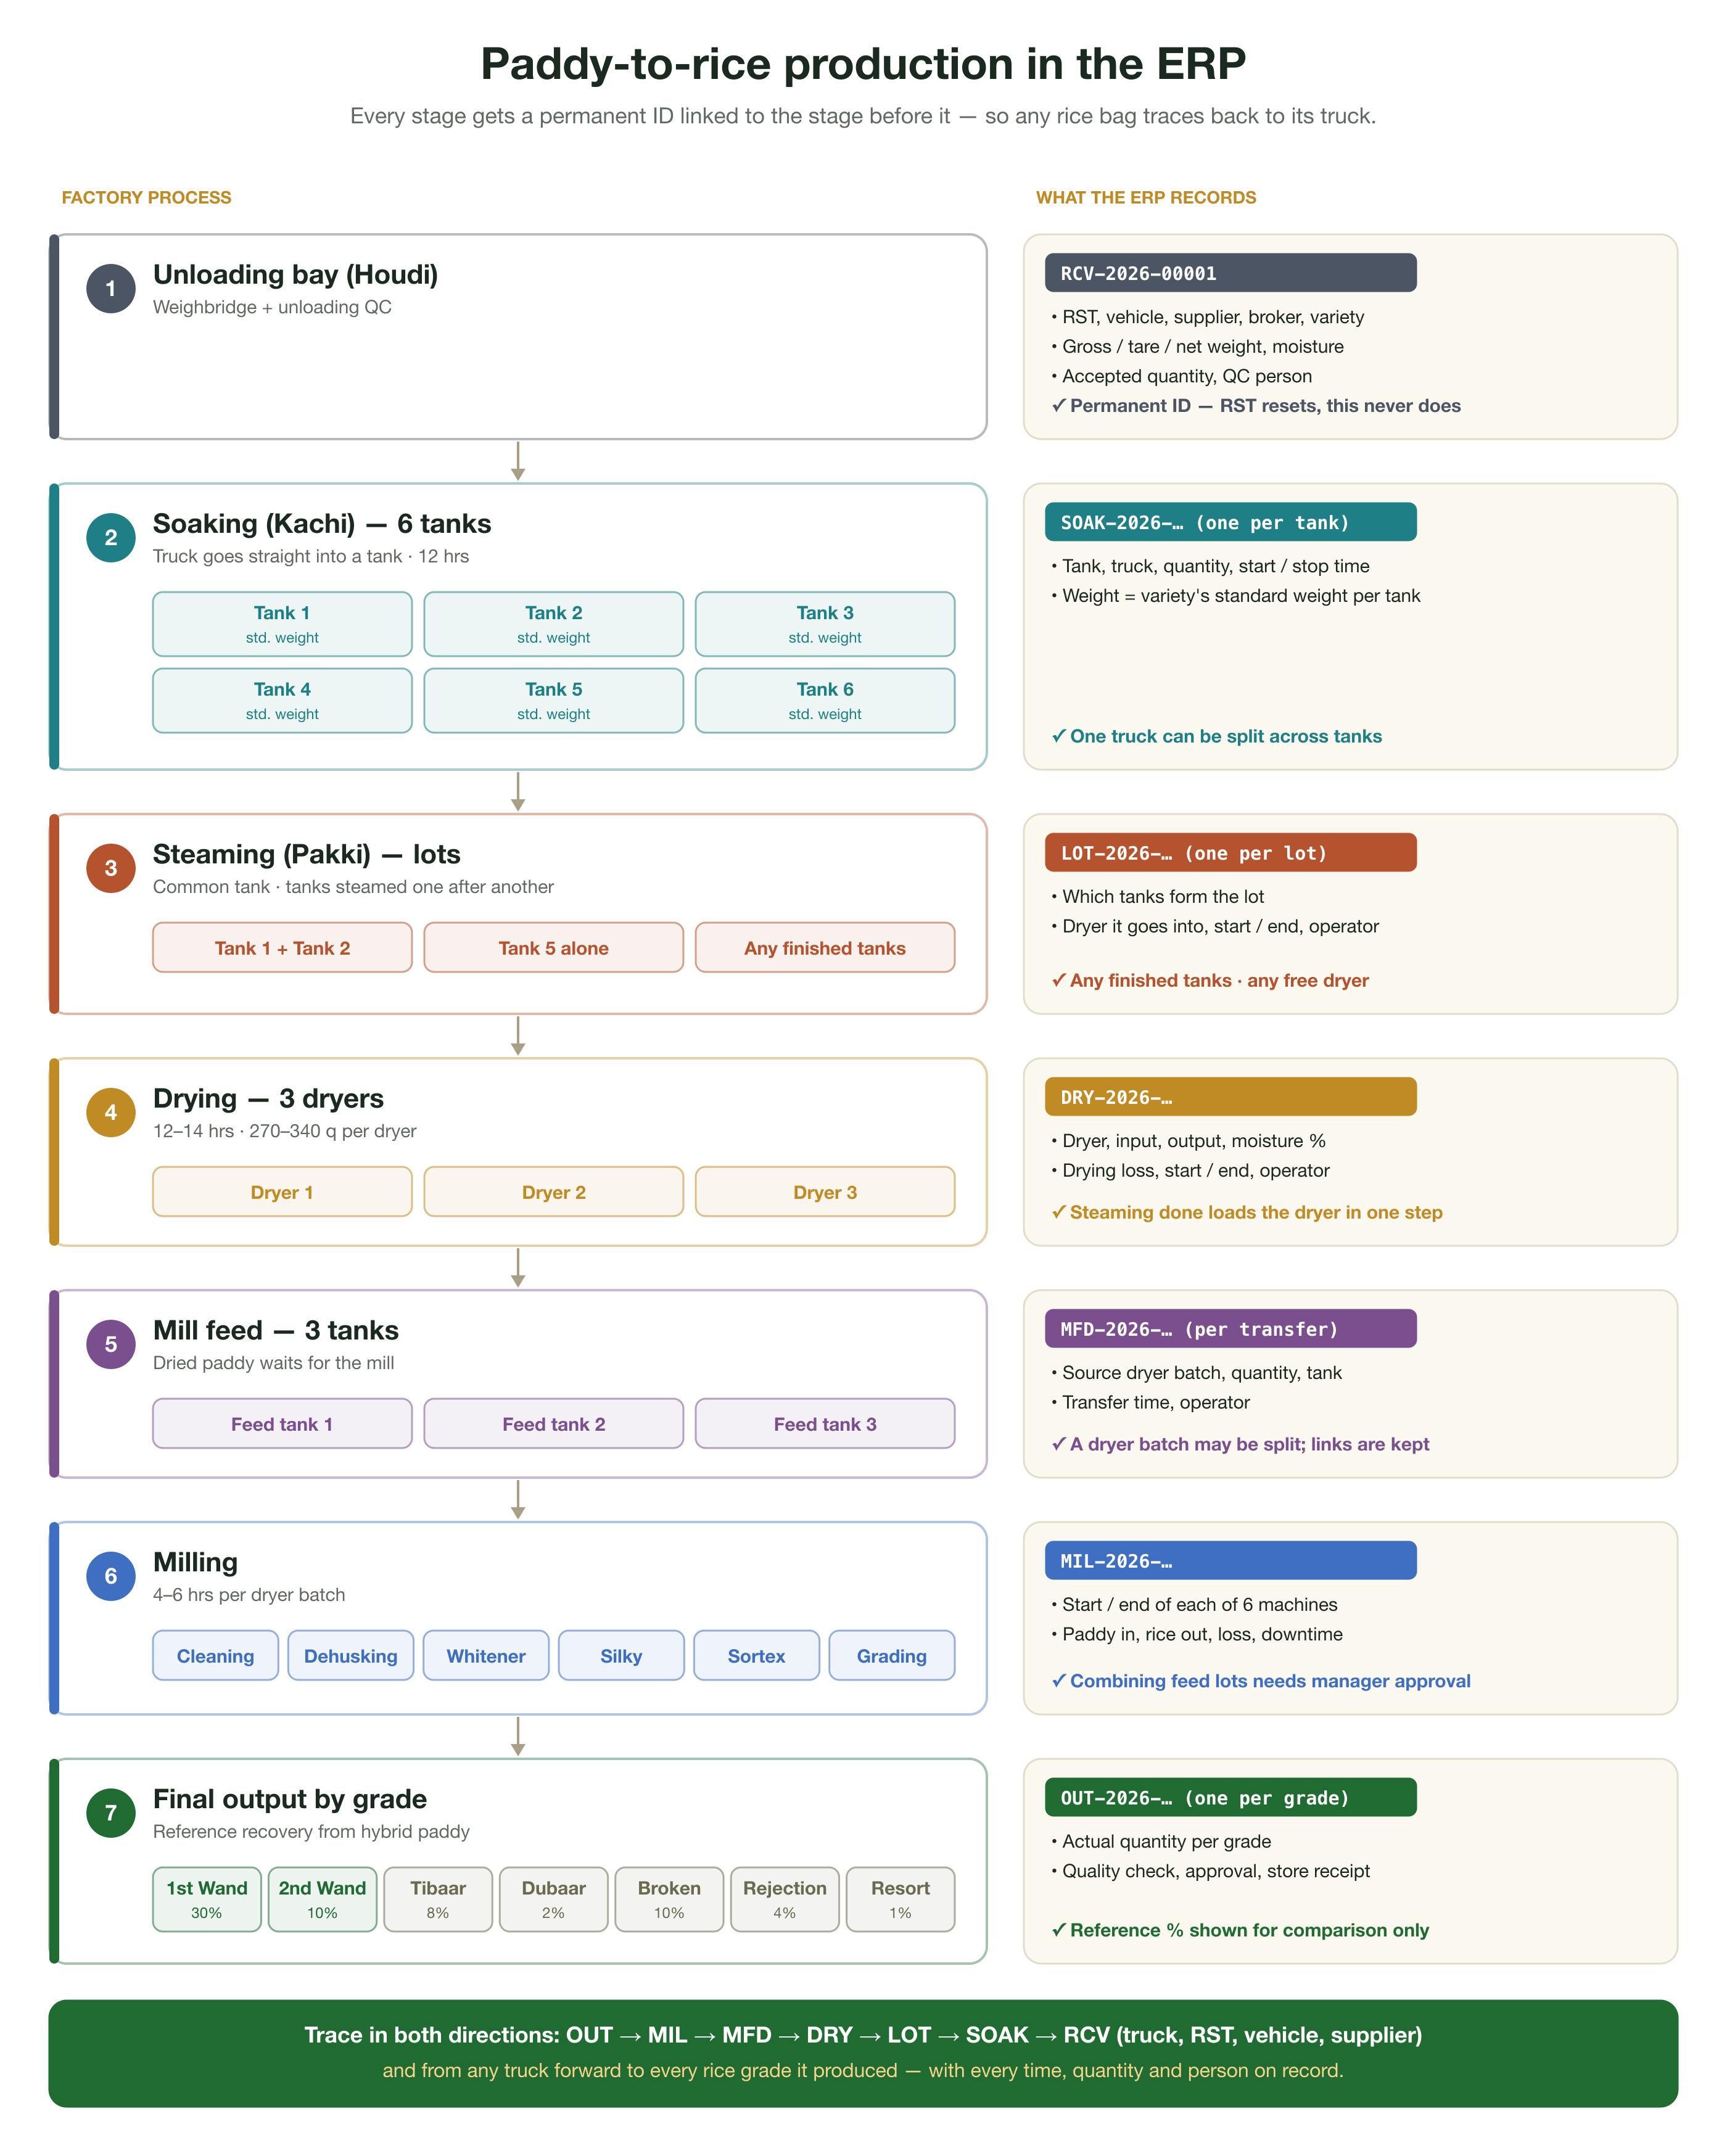 Paddy-to-rice production in the ERP
Every stage gets a permanent ID linked to the stage before it — so any rice bag traces back to its truck.
FACTORY PROCESS
WHAT THE ERP RECORDS
1
Unloading bay (Houdi)
Weighbridge + unloading QC
RCV-2026-00001
• RST, vehicle, supplier, broker, variety
• Gross / tare / net weight, moisture
• Accepted quantity, QC person
✓ Permanent ID — RST resets, this never does
2
Soaking (Kachi) — 6 tanks
Truck goes straight into a tank · 12 hrs
Tank 1
std. weight
Tank 2
std. weight
Tank 3
std. weight
Tank 4
std. weight
Tank 5
std. weight
Tank 6
std. weight
SOAK-2026-… (one per tank)
• Tank, truck, quantity, start / stop time
• Weight = variety's standard weight per tank
✓ One truck can be split across tanks
3
Steaming (Pakki) — lots
Common tank · tanks steamed one after another
Tank 1 + Tank 2
Tank 5 alone
Any finished tanks
LOT-2026-… (one per lot)
• Which tanks form the lot
• Dryer it goes into, start / end, operator
✓ Any finished tanks · any free dryer
4
Drying — 3 dryers
12–14 hrs · 270–340 q per dryer
Dryer 1
Dryer 2
Dryer 3
DRY-2026-…
• Dryer, input, output, moisture %
• Drying loss, start / end, operator
✓ Steaming done loads the dryer in one step
5
Mill feed — 3 tanks
Dried paddy waits for the mill
Feed tank 1
Feed tank 2
Feed tank 3
MFD-2026-… (per transfer)
• Source dryer batch, quantity, tank
• Transfer time, operator
✓ A dryer batch may be split; links are kept
6
Milling
4–6 hrs per dryer batch
Cleaning
Dehusking
Whitener
Silky
Sortex
Grading
MIL-2026-…
• Start / end of each of 6 machines
• Paddy in, rice out, loss, downtime
✓ Combining feed lots needs manager approval
7
Final output by grade
Reference recovery from hybrid paddy
1st Wand
30%
2nd Wand
10%
Tibaar
8%
Dubaar
2%
Broken
10%
Rejection
4%
Resort
1%
OUT-2026-… (one per grade)
• Actual quantity per grade
• Quality check, approval, store receipt
✓ Reference % shown for comparison only
Trace in both directions: OUT → MIL → MFD → DRY → LOT → SOAK → RCV (truck, RST, vehicle, supplier)
and from any truck forward to every rice grade it produced — with every time, quantity and person on record.